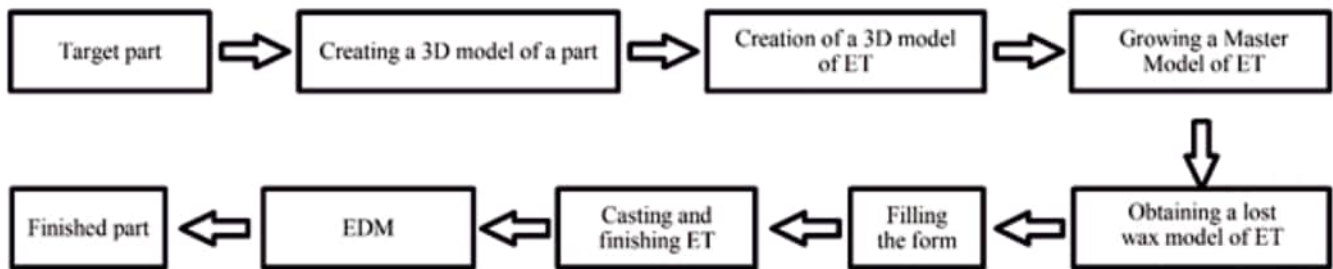 Target part
Creating a 3D model of a part
Creation of a 3D model
of ET
Growing a Master
Model of ET
Obtaining a lost
wax model of ET
Filling
the form
Casting and
finishing ET
EDM
Finished part